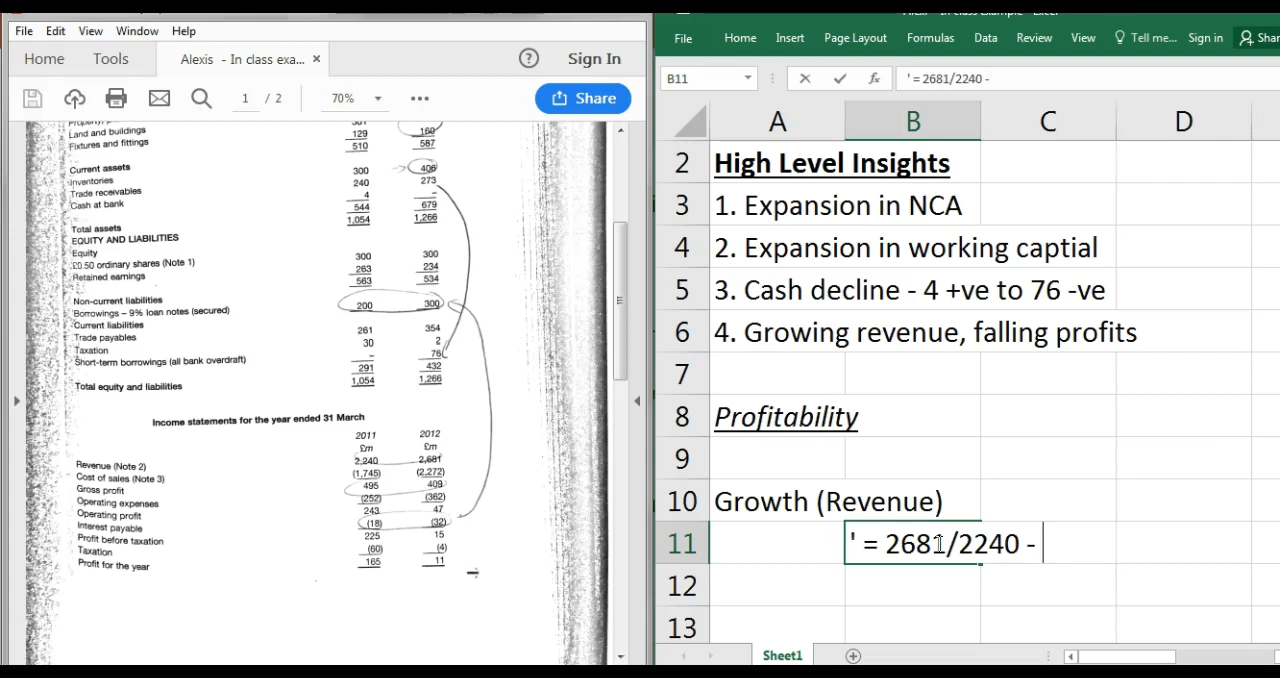 File Edit View Window Help
Home Tools Alexis - In class exa... × ? Sign In
1 / 2 70% ••• Share
Land and buildings 129 160
Fixtures and fittings 510 587
Current assets
Inventories 300 406
Trade receivables 240 273
Cash at bank 4 –
544 679
Total assets 1,054 1,266
EQUITY AND LIABILITIES
Equity
£0.50 ordinary shares (Note 1) 300 300
Retained earnings 263 234
563 534
Non-current liabilities
Borrowings – 9% loan notes (secured) 200 300
Current liabilities
Trade payables 261 354
Taxation 30 2
Short-term borrowings (all bank overdraft) – 76
291 432
Total equity and liabilities 1,054 1,266
Income statements for the year ended 31 March
2011 2012
£m £m
Revenue (Note 2) 2,240 2,681
Cost of sales (Note 3) (1,745) (2,272)
Gross profit 495 409
Operating expenses (252) (362)
Operating profit 243 47
Interest payable (18) (32)
Profit before taxation 225 15
Taxation (60) (4)
Profit for the year 165 11
File Home Insert Page Layout Formulas Data Review View Tell me... Sign in Shar
B11 fx ' = 2681/2240 -
A B C D
2 High Level Insights
3 1. Expansion in NCA
4 2. Expansion in working captial
5 3. Cash decline - 4 +ve to 76 -ve
6 4. Growing revenue, falling profits
7
8 Profitability
9
10 Growth (Revenue)
11 ' = 2681/2240 -
12
13
Sheet1